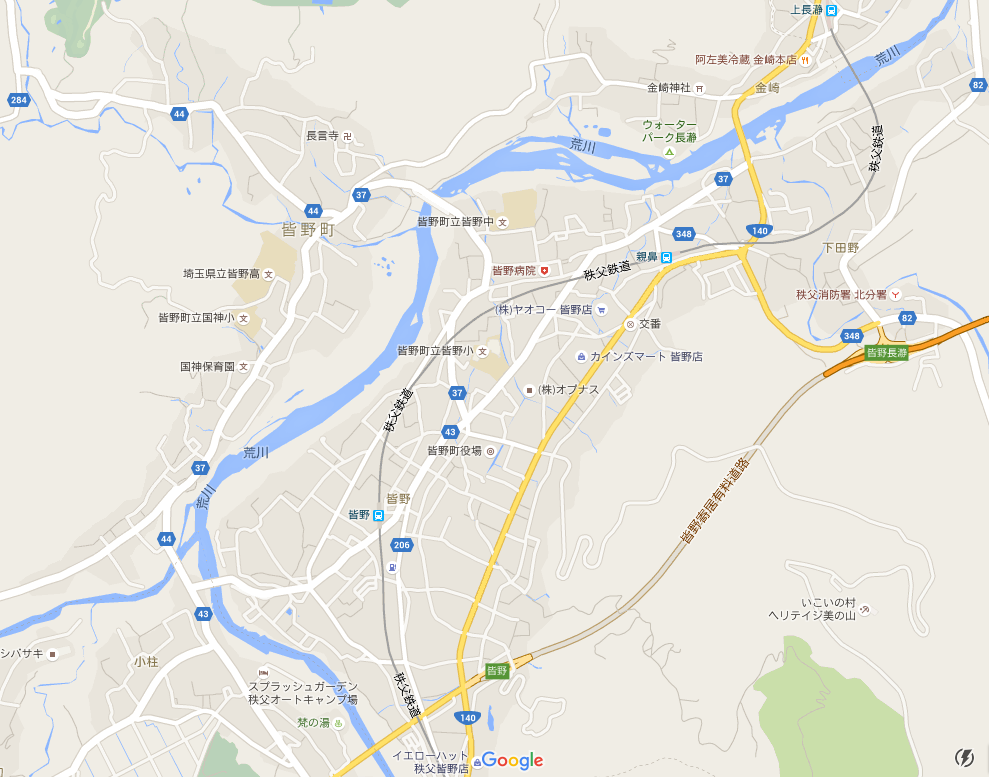 上長瀞
荒川
阿左美冷蔵 金崎本店
金崎神社
金崎
82
284
44
ウォーター
パーク長瀞
長言寺
荒川
秩父鉄道
37
37
44
皆野町
皆野町立皆野中
140
348
下田野
親鼻
埼玉県立皆野高
皆野病院
秩父鉄道
秩父消防署 北分署
皆野町立国神小
(株)ヤオコー 皆野店
交番
82
348
皆野長瀞
皆野町立皆野小
カインズマート 皆野店
国神保育園
37
(株)オプナス
秩父鉄道
43
荒川
皆野町役場
37
荒川
皆野寄居有料道路
皆野
皆野
44
206
いこいの村
ヘリテイジ美の山
43
シバサキ
小柱
皆野
スプラッシュガーデン
秩父オートキャンプ場
秩父鉄道
梵の湯
140
イエローハット
秩父皆野店
Google